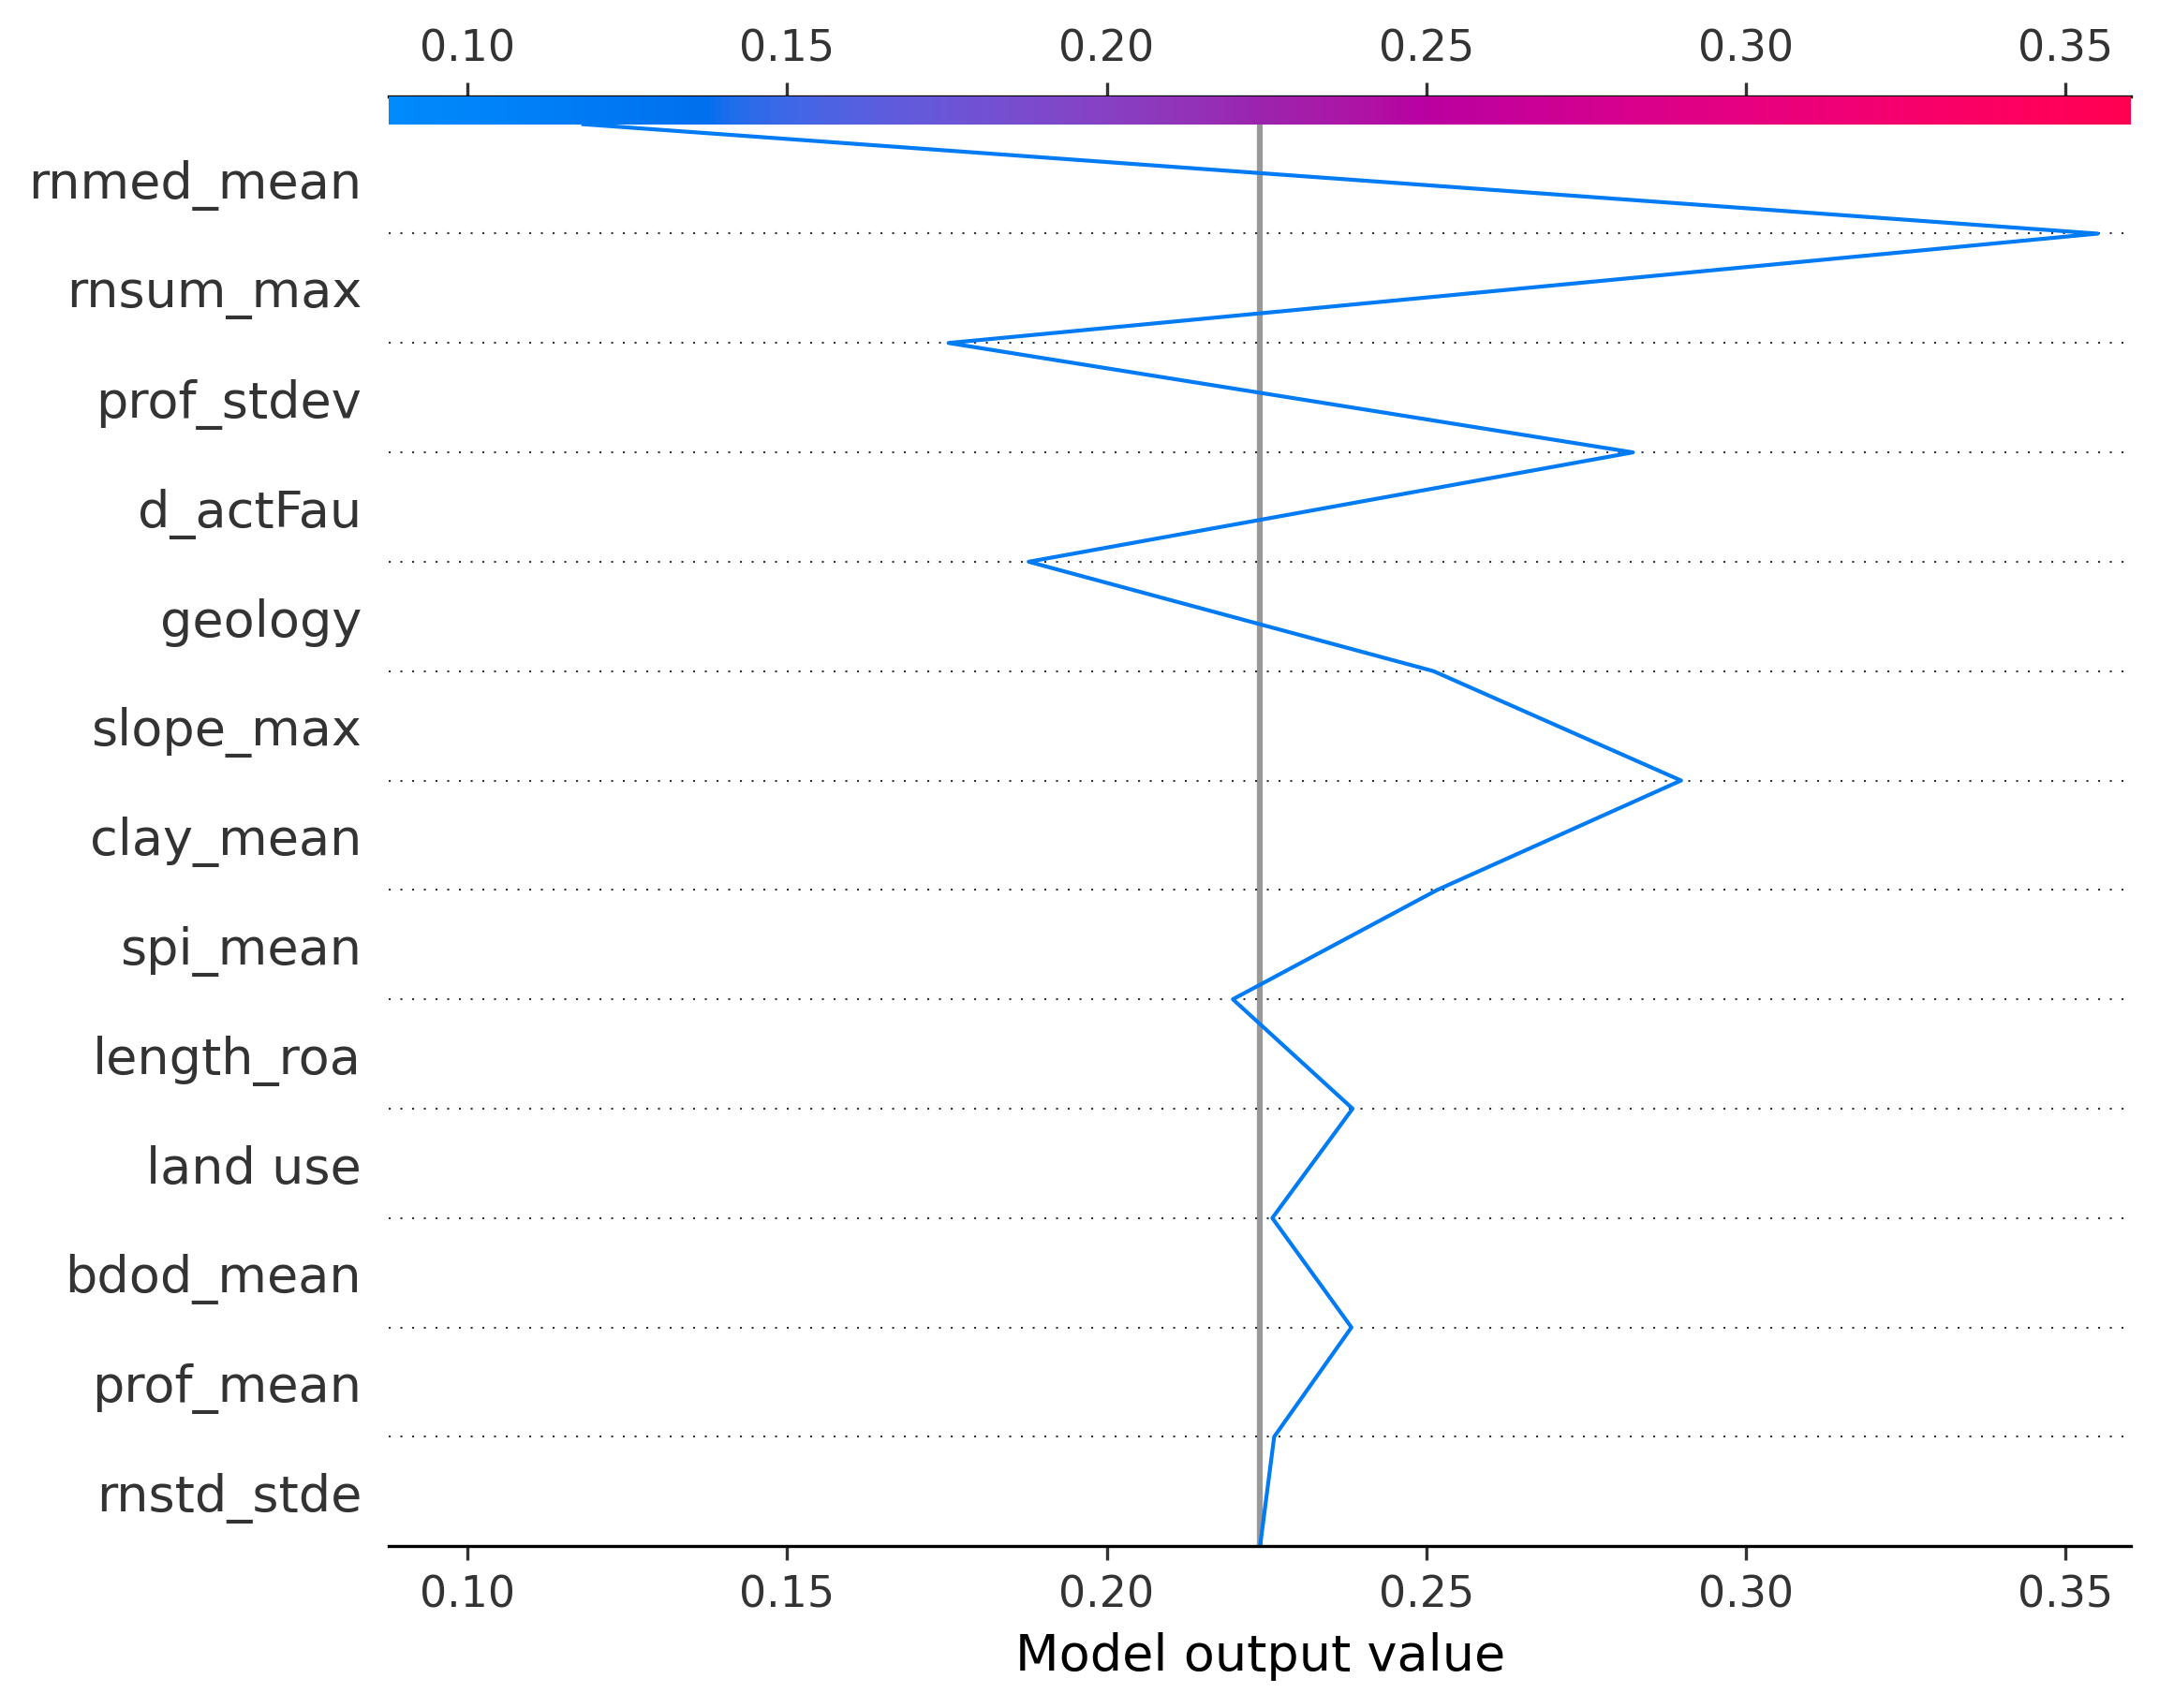 0.10 0.15 0.20 0.25 0.30 0.35
rnmed_mean
rnsum_max
prof_stdev
d_actFau
geology
slope_max
clay_mean
spi_mean
length_roa
land use
bdod_mean
prof_mean
rnstd_stde
0.10 0.15 0.20 0.25 0.30 0.35
Model output value